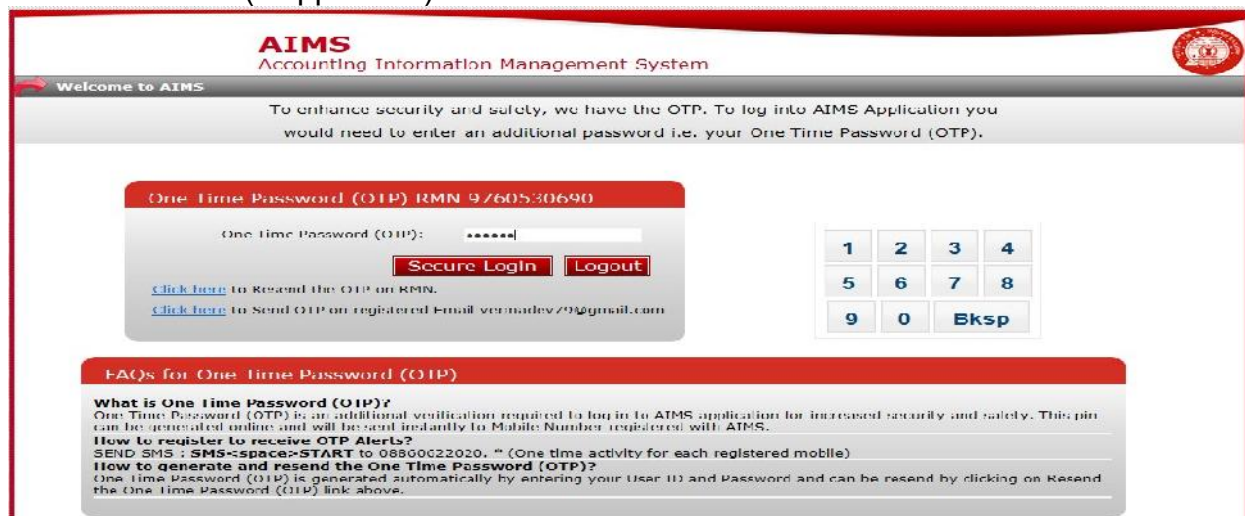 AIMS
Accounting Information Management System
Welcome to AIMS
To enhance security and safety, we have the OTP. To log into AIMS Application you
would need to enter an additional password i.e. your One Time Password (OTP).
One Time Password (OTP) RMN 9760530690
One Time Password (OTP):
Secure Login Logout
Click here to Resend the OTP on RMN.
Click here to Send OTP on registered Email vermadev79@gmail.com
1 2 3 4
5 6 7 8
9 0 Bksp
FAQs for One Time Password (OTP)
What is One Time Password (OTP)?
One Time Password (OTP) is an additional verification required to log in to AIMS application for increased security and safety. This pin
can be generated online and will be sent instantly to Mobile Number registered with AIMS.
How to register to receive OTP Alerts?
SEND SMS : SMS<space>START to 08860622020. * (One time activity for each registered mobile)
How to generate and resend the One Time Password (OTP)?
One Time Password (OTP) is generated automatically by entering your User ID and Password and can be resend by clicking on Resend
the One Time Password (OTP) link above.